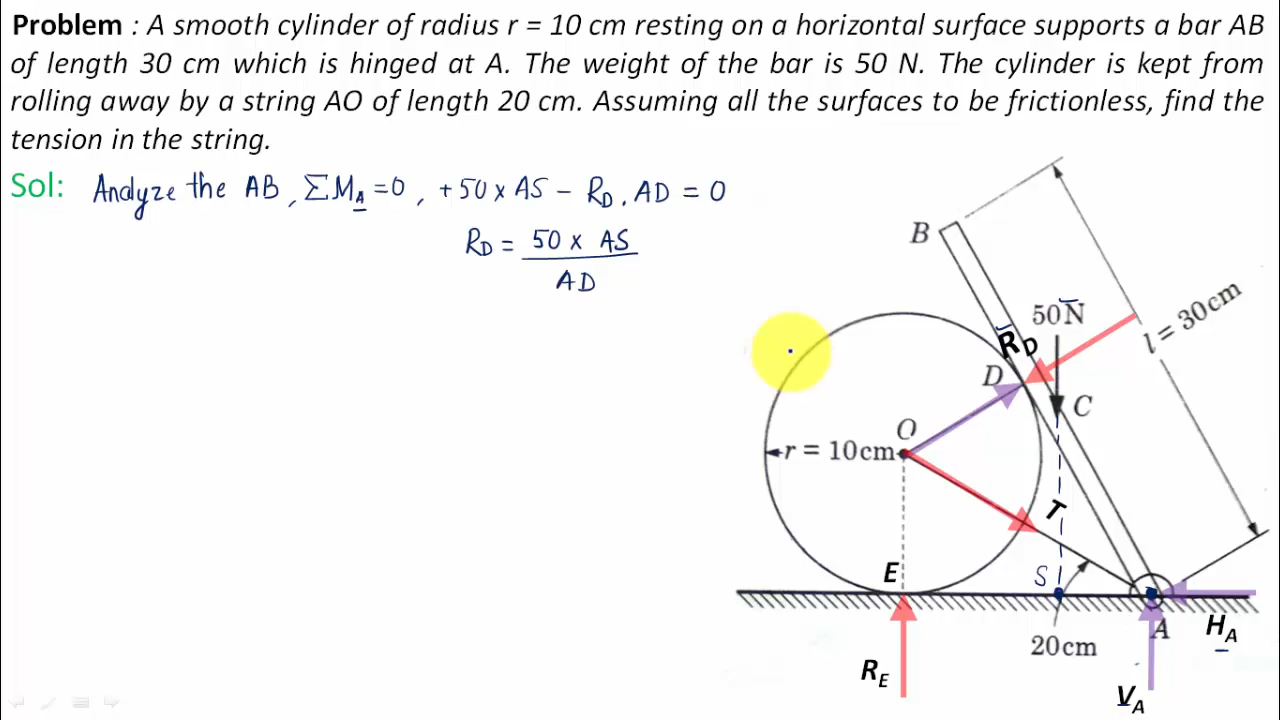 Problem : A smooth cylinder of radius r = 10 cm resting on a horizontal surface supports a bar AB
of length 30 cm which is hinged at A. The weight of the bar is 50 N. The cylinder is kept from
rolling away by a string AO of length 20 cm. Assuming all the surfaces to be frictionless, find the
tension in the string.
Sol: Analyze the AB, ΣM_A = 0, +50 x AS - R_D . AD = 0
R_D = 50 x AS
AD
B
50N
R_D
l = 30cm
D
C
O
r = 10cm
T
E
S
A
H_A
20cm
R_E
V_A